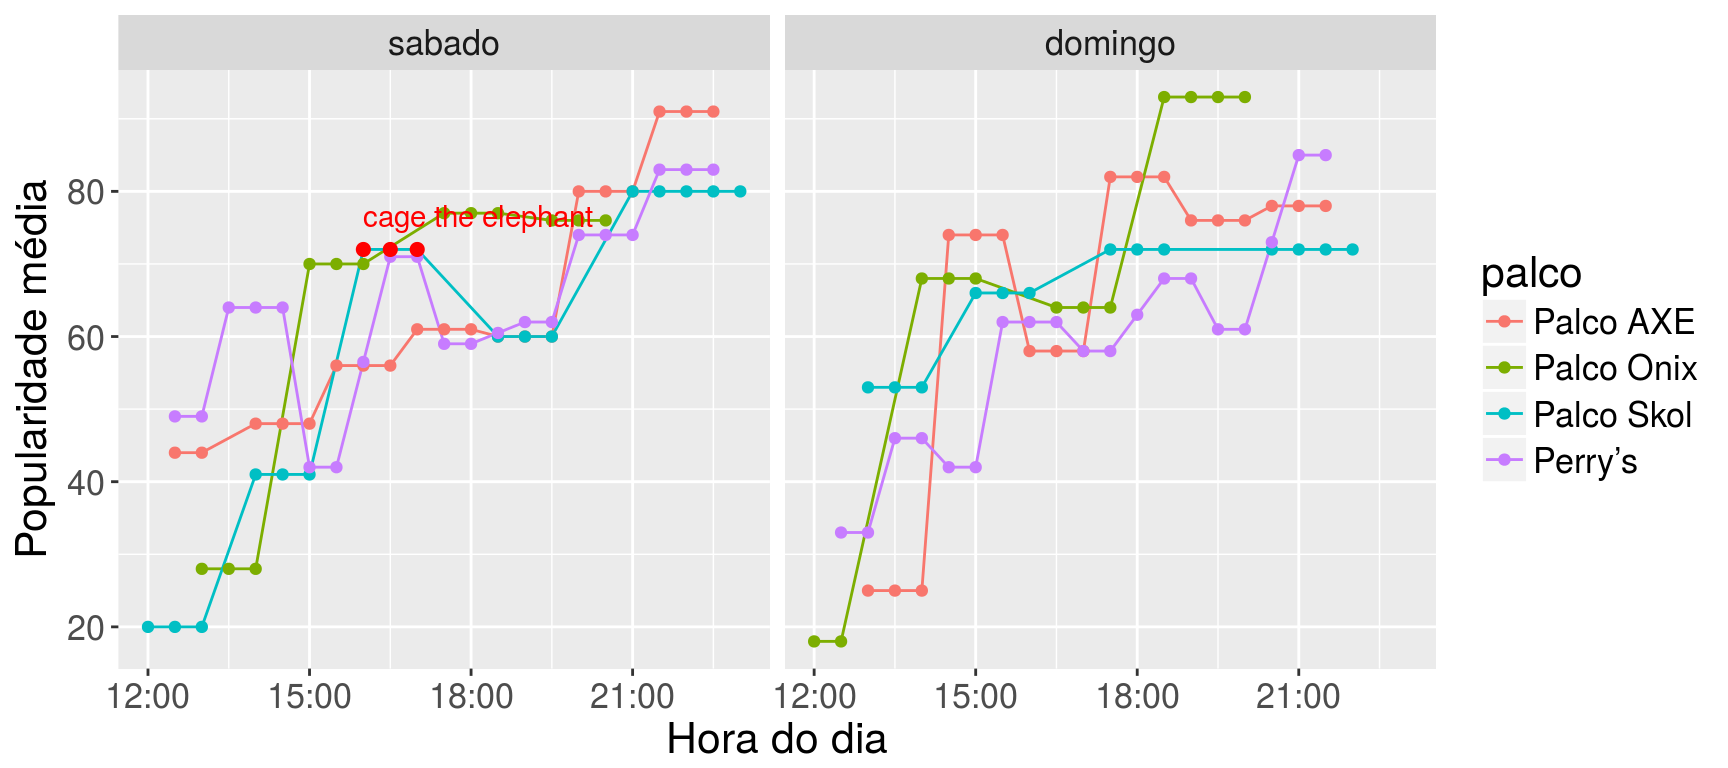 sabado
domingo
Popularidade média
80
60
40
20
cage the elephant
12:00
15:00
18:00
21:00
12:00
15:00
18:00
21:00
Hora do dia
palco
Palco AXE
Palco Onix
Palco Skol
Perry’s